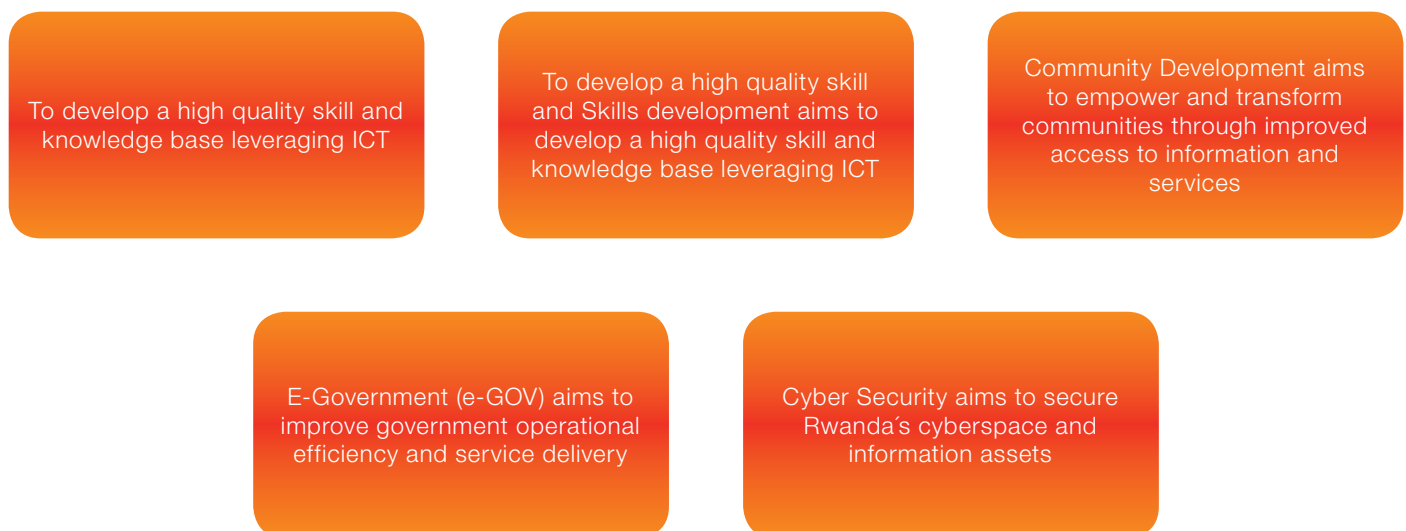 To develop a high quality skill and
knowledge base leveraging ICT
To develop a high quality skill
and Skills development aims to
develop a high quality skill and
knowledge base leveraging ICT
Community Development aims
to empower and transform
communities through improved
access to information and
services
E-Government (e-GOV) aims to
improve government operational
efficiency and service delivery
Cyber Security aims to secure
Rwanda´s cyberspace and
information assets